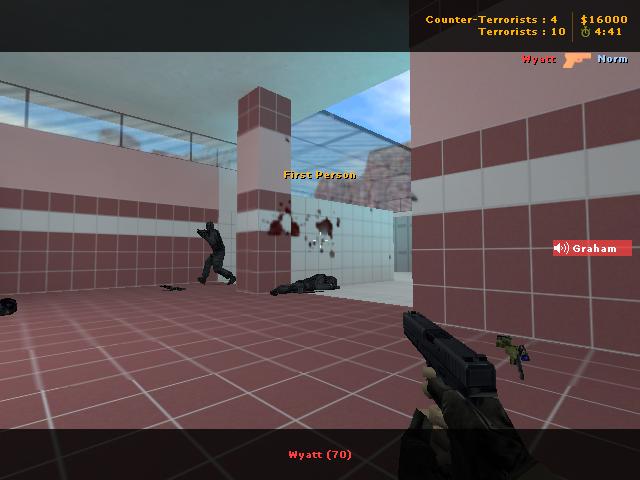 Counter-Terrorists : 4 $16000
Terrorists : 10 4:41
Wyatt Norm
First Person
Graham
Wyatt (70)